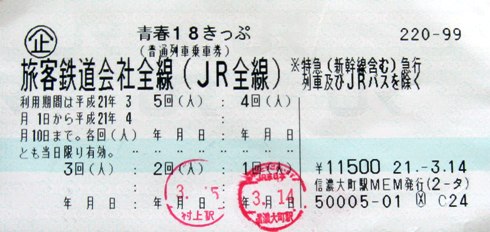 企 青春18きっぷ 220-99
(普通列車乗車券)
旅客鉄道会社全線(JR全線) ※特急(新幹線含む)急行
列車及びJRバスを除く
利用期間は平成21年 3 5回(人) : 4回(人) :
月 1日から平成21年 4
月10日まで。各回(人) 年 月日: 年 月日:
とも当日限り有効。
3回(人) : 2回(人) : 1回(人) :
年 月日: 年 月日: 年 月日:
¥11500 21.-3.14
信濃大町駅MEM発行(2-タ)
50005-01 C24
村上駅
3.14
信濃大町駅